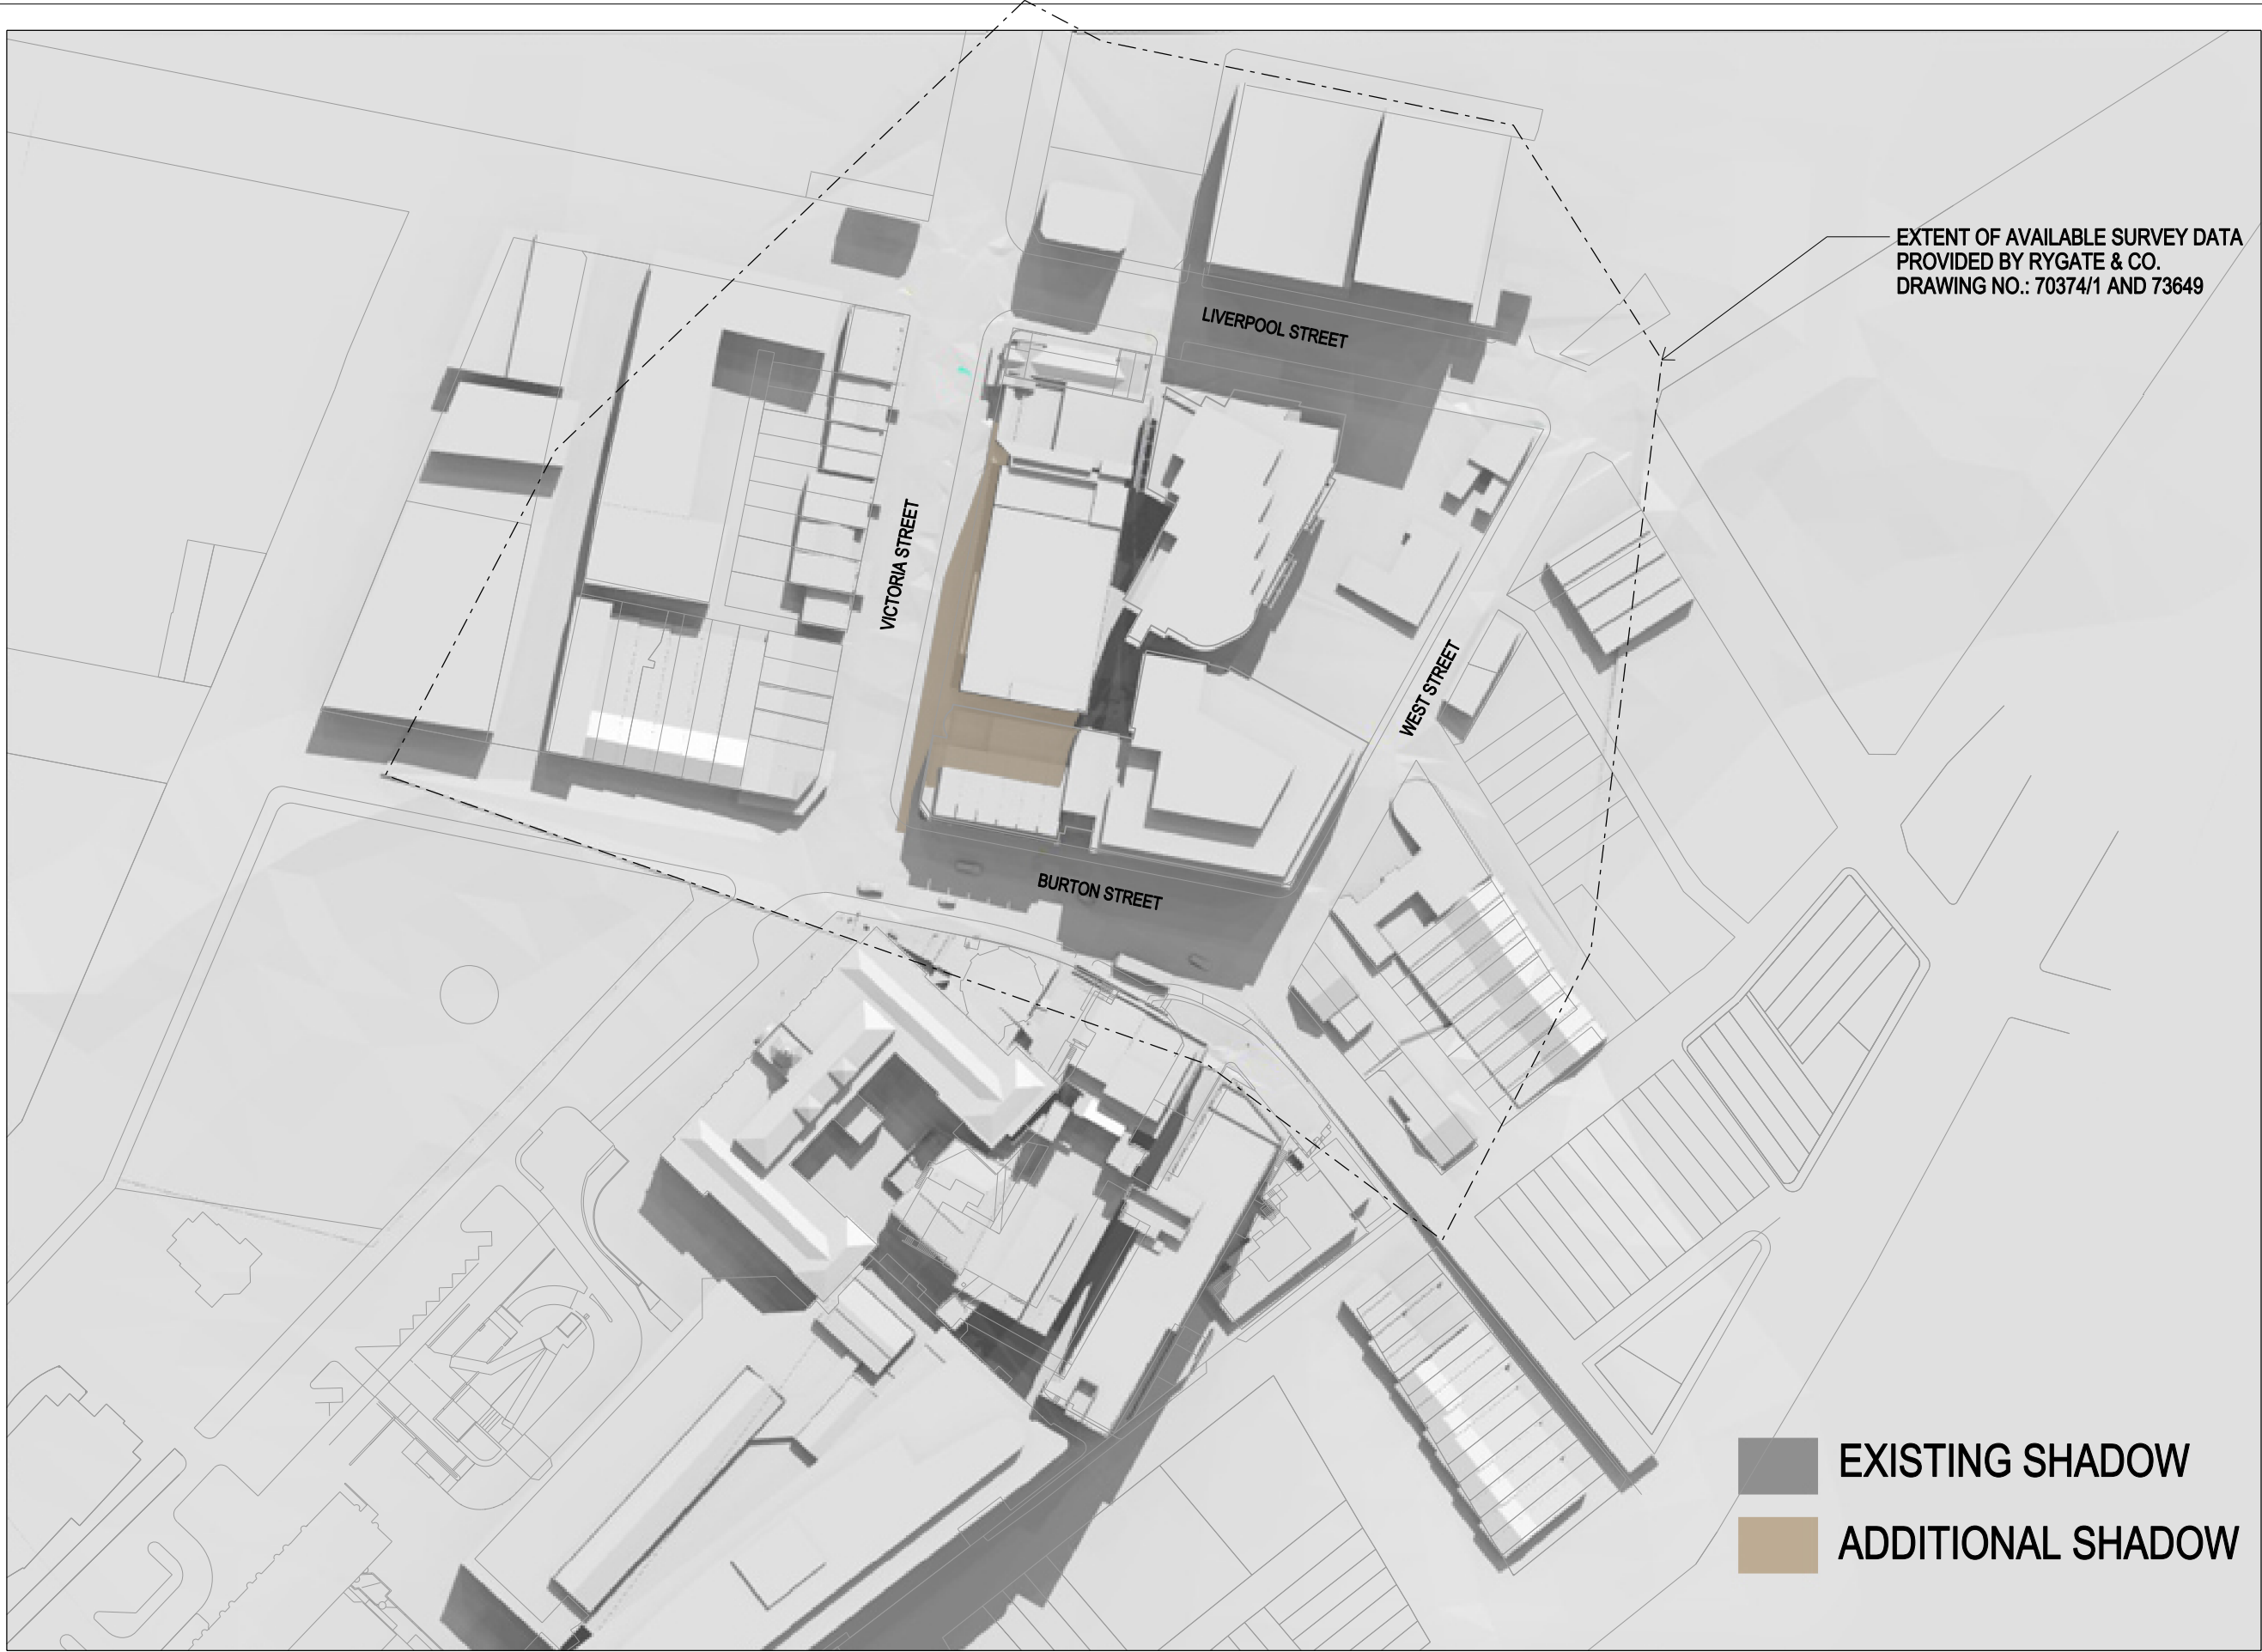 EXTENT OF AVAILABLE SURVEY DATA
PROVIDED BY RYGATE & CO.
DRAWING NO.: 70374/1 AND 73649
LIVERPOOL STREET
VICTORIA STREET
WEST STREET
BURTON STREET
EXISTING SHADOW
ADDITIONAL SHADOW